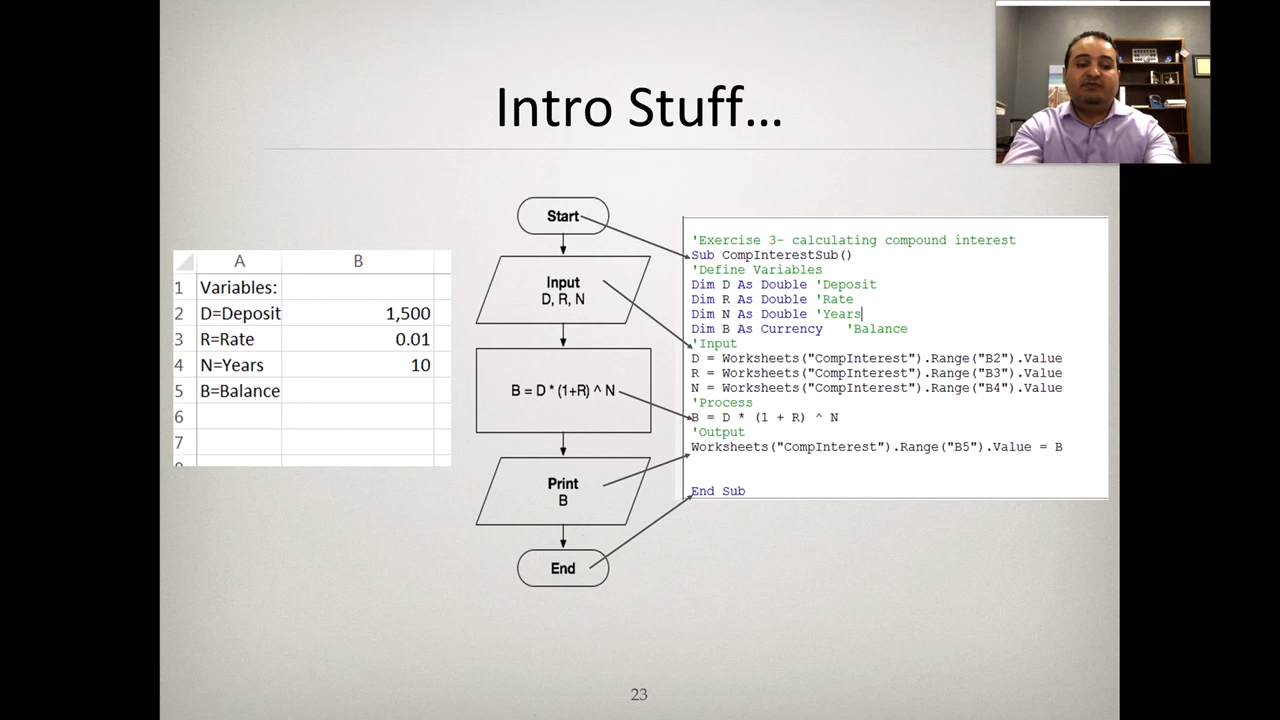 Intro Stuff...
A B
1 Variables:
2 D=Deposit 1,500
3 R=Rate 0.01
4 N=Years 10
5 B=Balance
6
7
Start
Input
D, R, N
B = D * (1+R) ^ N
Print
B
End
'Exercise 3- calculating compound interest
Sub CompInterestSub()
'Define Variables
Dim D As Double 'Deposit
Dim R As Double 'Rate
Dim N As Double 'Years
Dim B As Currency 'Balance
'Input
D = Worksheets("CompInterest").Range("B2").Value
R = Worksheets("CompInterest").Range("B3").Value
N = Worksheets("CompInterest").Range("B4").Value
'Process
B = D * (1 + R) ^ N
'Output
Worksheets("CompInterest").Range("B5").Value = B
End Sub
23